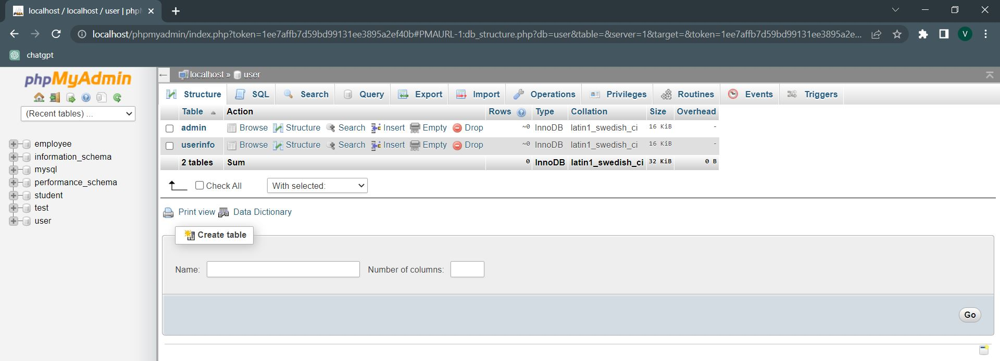 localhost / localhost / user | php
localhost/phpmyadmin/index.php?token=1ee7affb7d59bd99131ee3895a2ef40b#PMAURL-1:db_structure.php?db=user&table=&server=1&target=&token=1ee7affb7d59bd99131ee3895a2e...
V
chatgpt
phpMyAdmin
(Recent tables) ...
employee
information_schema
mysql
performance_schema
student
test
user
localhost » user
Structure SQL Search Query Export Import Operations Privileges Routines Events Triggers
Table Action Rows Type Collation Size Overhead
admin Browse Structure Search Insert Empty Drop ~0 InnoDB latin1_swedish_ci 16 KiB -
userinfo Browse Structure Search Insert Empty Drop ~0 InnoDB latin1_swedish_ci 16 KiB -
2 tables Sum 0 InnoDB latin1_swedish_ci 32 KiB 0 B
Check All With selected:
Print view Data Dictionary
Create table
Name: Number of columns:
Go